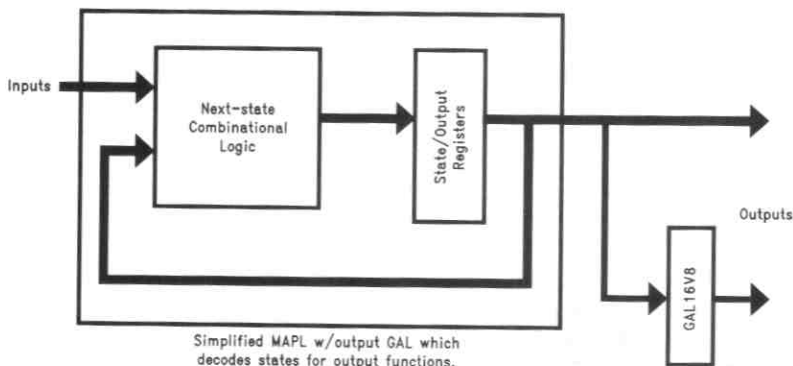 Inputs
Next-state
Combinational
Logic
State/Output
Registers
Outputs
GAL16V8
Simplified MAPL w/output GAL which
decodes states for output functions.